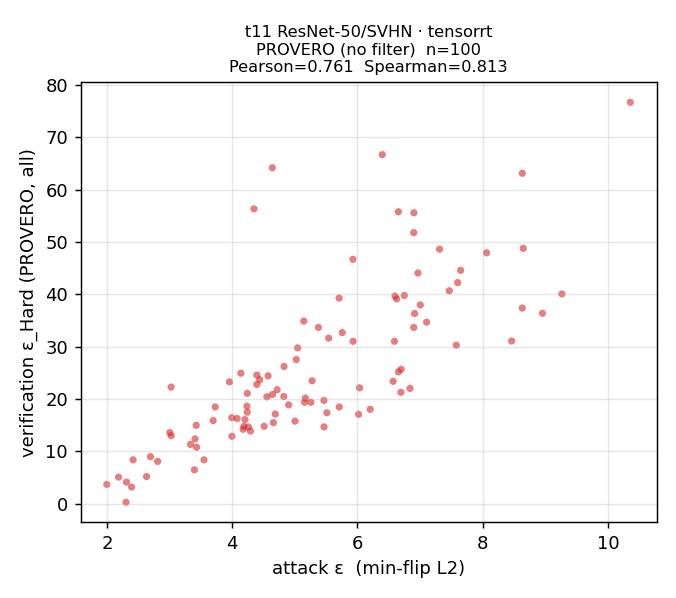 t11 ResNet-50/SVHN · tensorrt
PROVERO (no filter)  n=100
Pearson=0.761  Spearman=0.813
verification ε_Hard (PROVERO, all)
80
70
60
50
40
30
20
10
0
2 4 6 8 10
attack ε  (min-flip L2)